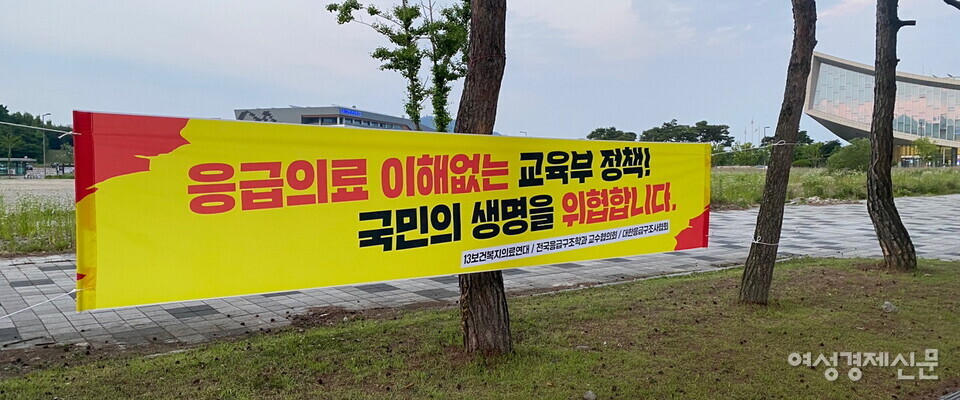 응급의료 이해없는 교육부 정책!
국민의 생명을 위협합니다.
13보건복지의료연대 / 전국응급구조학과 교수협의회 / 대한응급구조사협회
여성경제신문